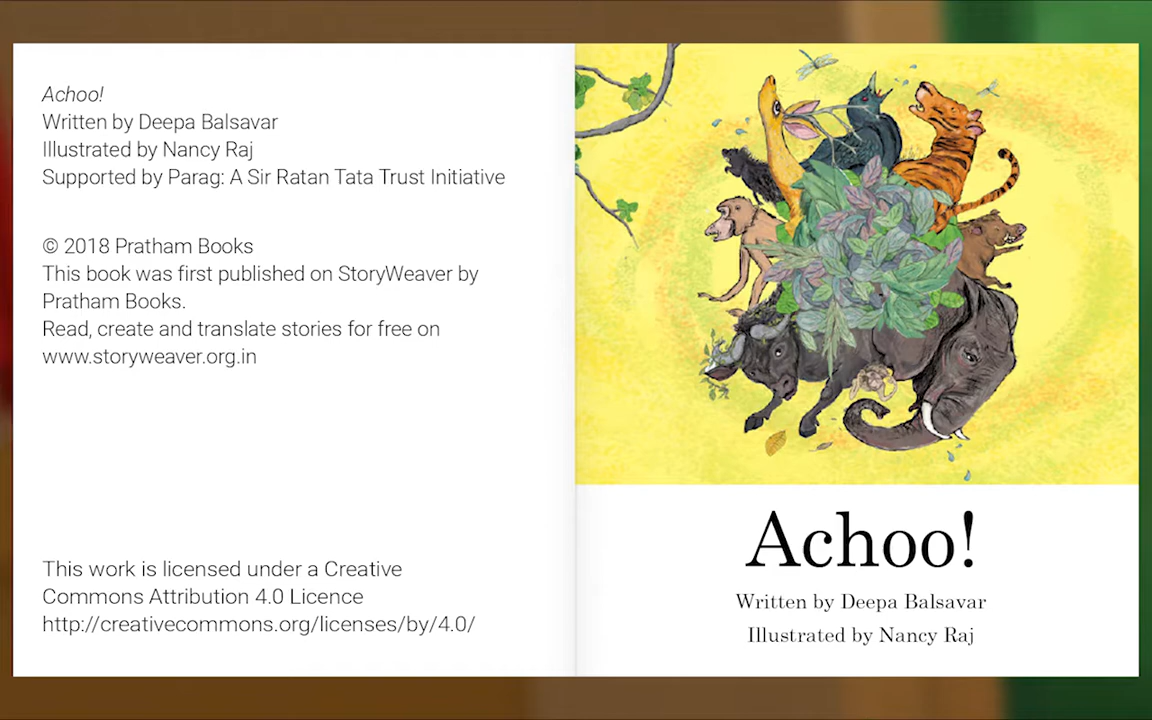 Achoo!
Written by Deepa Balsavar
Illustrated by Nancy Raj
Supported by Parag: A Sir Ratan Tata Trust Initiative
© 2018 Pratham Books
This book was first published on StoryWeaver by
Pratham Books.
Read, create and translate stories for free on
www.storyweaver.org.in
This work is licensed under a Creative
Commons Attribution 4.0 Licence
http://creativecommons.org/licenses/by/4.0/
Achoo!
Written by Deepa Balsavar
Illustrated by Nancy Raj